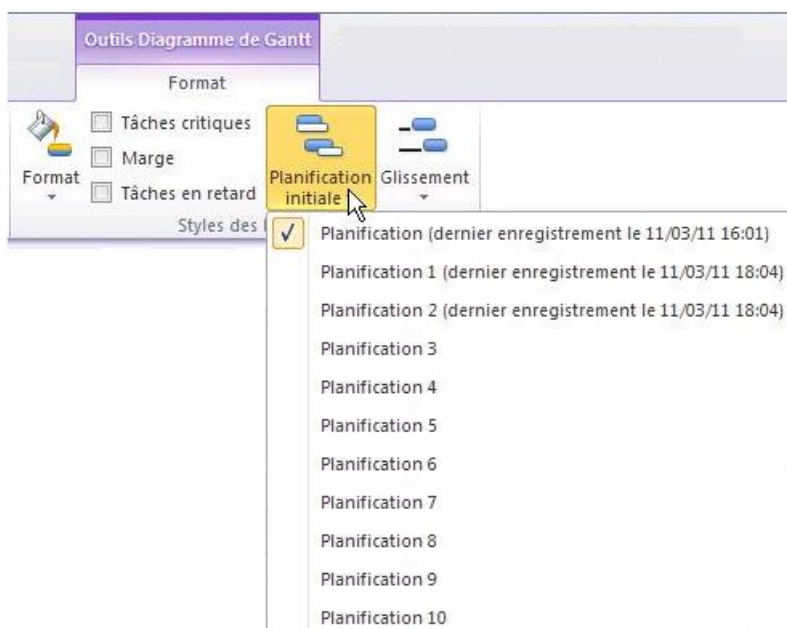 Outils Diagramme de Gantt
Format
Tâches critiques
Marge
Tâches en retard
Format
Planification
initiale
Glissement
Styles des
Planification (dernier enregistrement le 11/03/11 16:01)
Planification 1 (dernier enregistrement le 11/03/11 18:04)
Planification 2 (dernier enregistrement le 11/03/11 18:04)
Planification 3
Planification 4
Planification 5
Planification 6
Planification 7
Planification 8
Planification 9
Planification 10